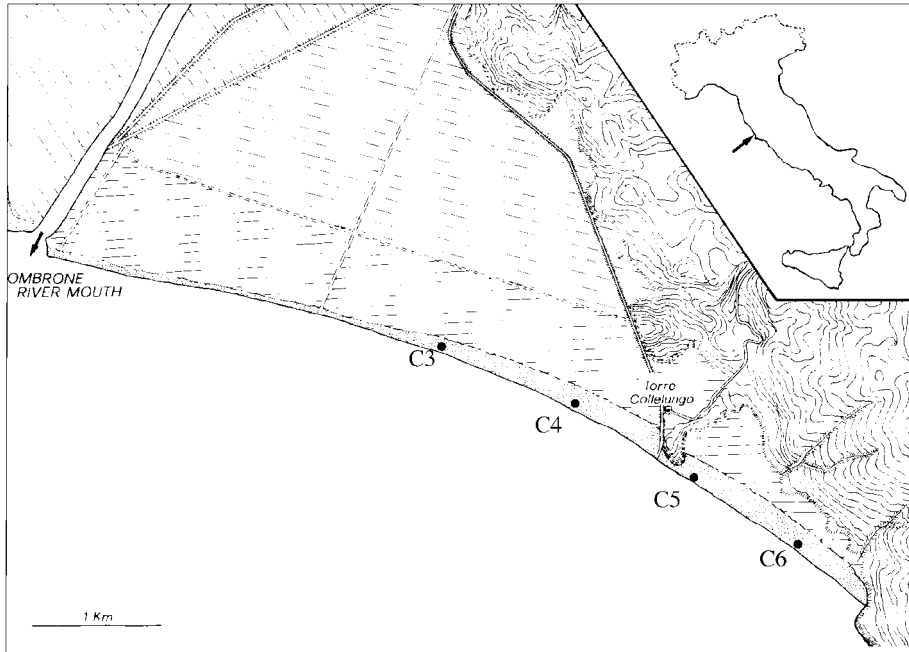 OMBRONE
RIVER MOUTH
C3
Torre
Collelungo
C4
C5
C6
1 Km